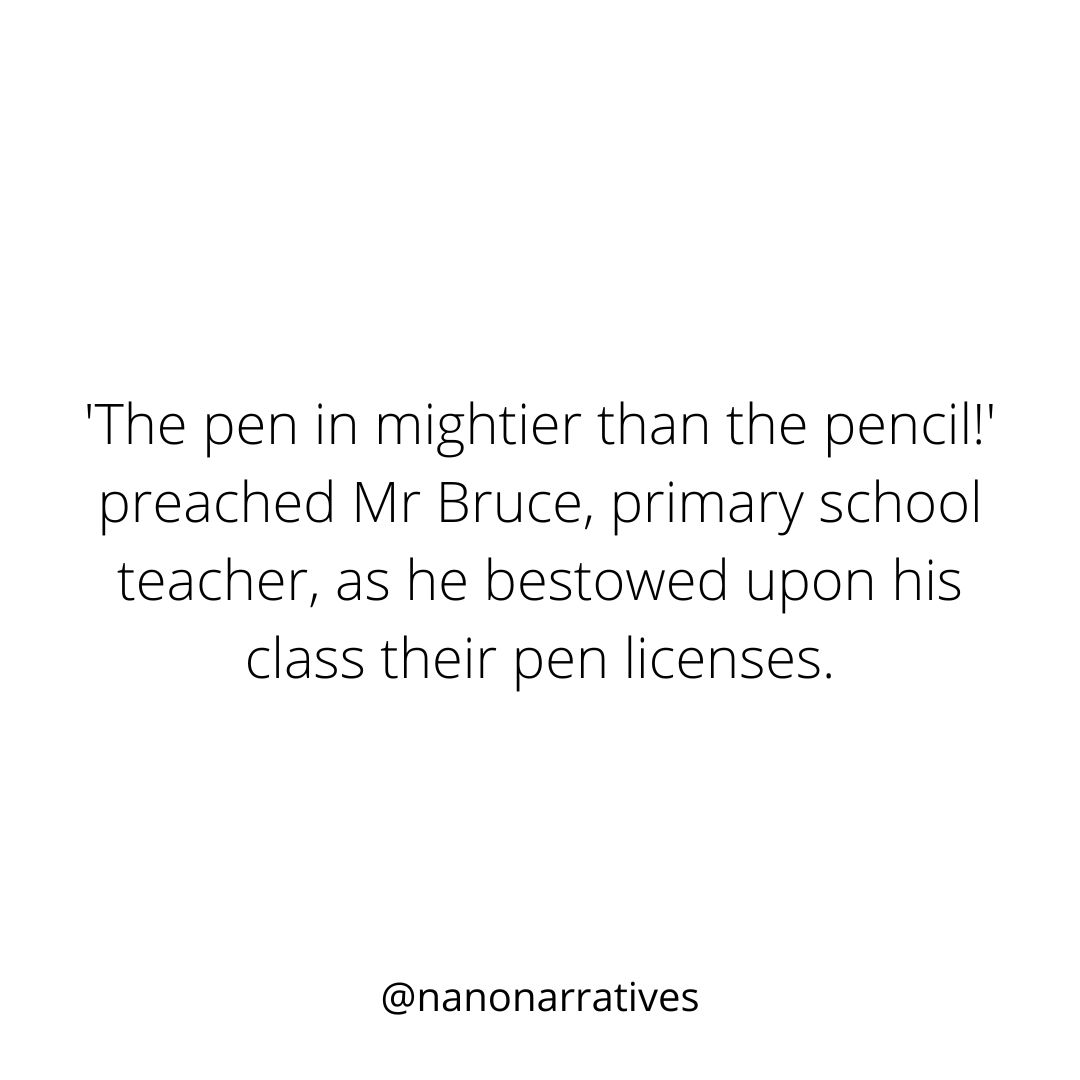 'The pen in mightier than the pencil!'
preached Mr Bruce, primary school
teacher, as he bestowed upon his
class their pen licenses.
@nanonarratives